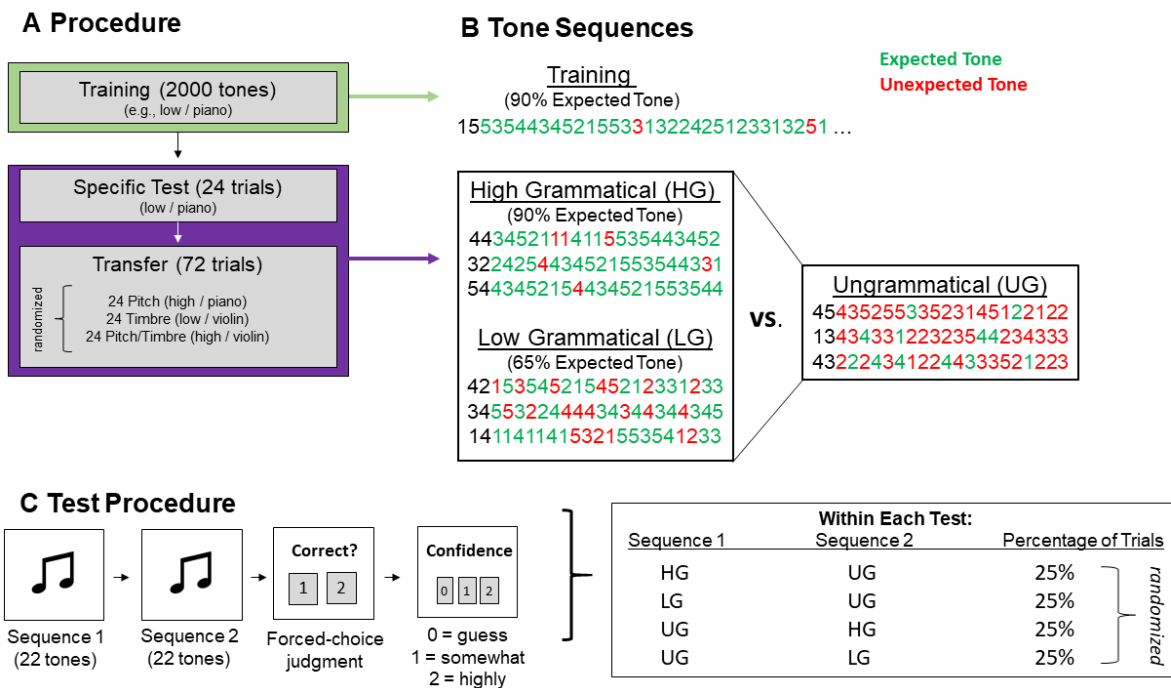 A Procedure
Training (2000 tones)
(e.g., low / piano)
Specific Test (24 trials)
(low / piano)
Transfer (72 trials)
randomized
24 Pitch (high / piano)
24 Timbre (low / violin)
24 Pitch/Timbre (high / violin)
B Tone Sequences
Expected Tone
Unexpected Tone
Training
(90% Expected Tone)
15535443452155331322425123313251 ...
High Grammatical (HG)
(90% Expected Tone)
4434521114115535443452
3224254434521553544331
5443452154434521553544
Low Grammatical (LG)
(65% Expected Tone)
4215354521545212331233
3455322444434344344345
1411411415321553541233
vs.
Ungrammatical (UG)
4543525533523145122122
1343433122323544234333
4322243412244333521223
C Test Procedure
Sequence 1
(22 tones)
Sequence 2
(22 tones)
Correct?
1 2
Forced-choice
judgment
Confidence
0 1 2
0 = guess
1 = somewhat
2 = highly
Within Each Test:
Sequence 1 Sequence 2 Percentage of Trials
HG UG 25%
LG UG 25%
UG HG 25%
UG LG 25%
randomized